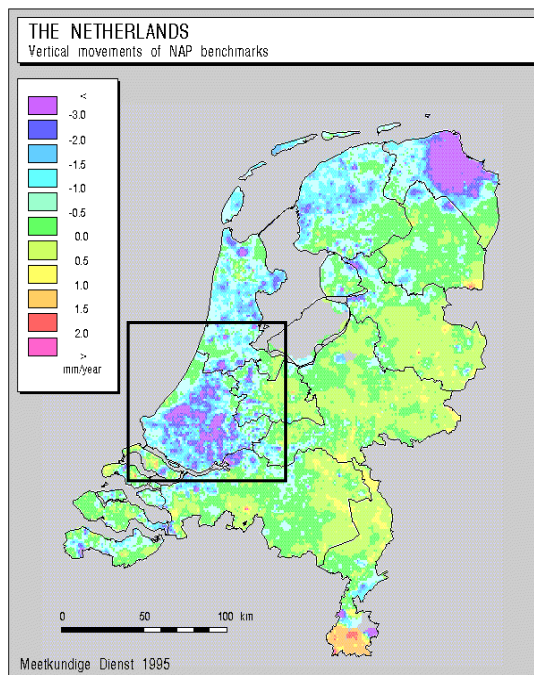 THE NETHERLANDS
Vertical movements of NAP benchmarks
<
-3.0
-2.0
-1.5
-1.0
-0.5
0.0
0.5
1.0
1.5
2.0
>
mm/year
0 50 100 km
Meetkundige Dienst 1995